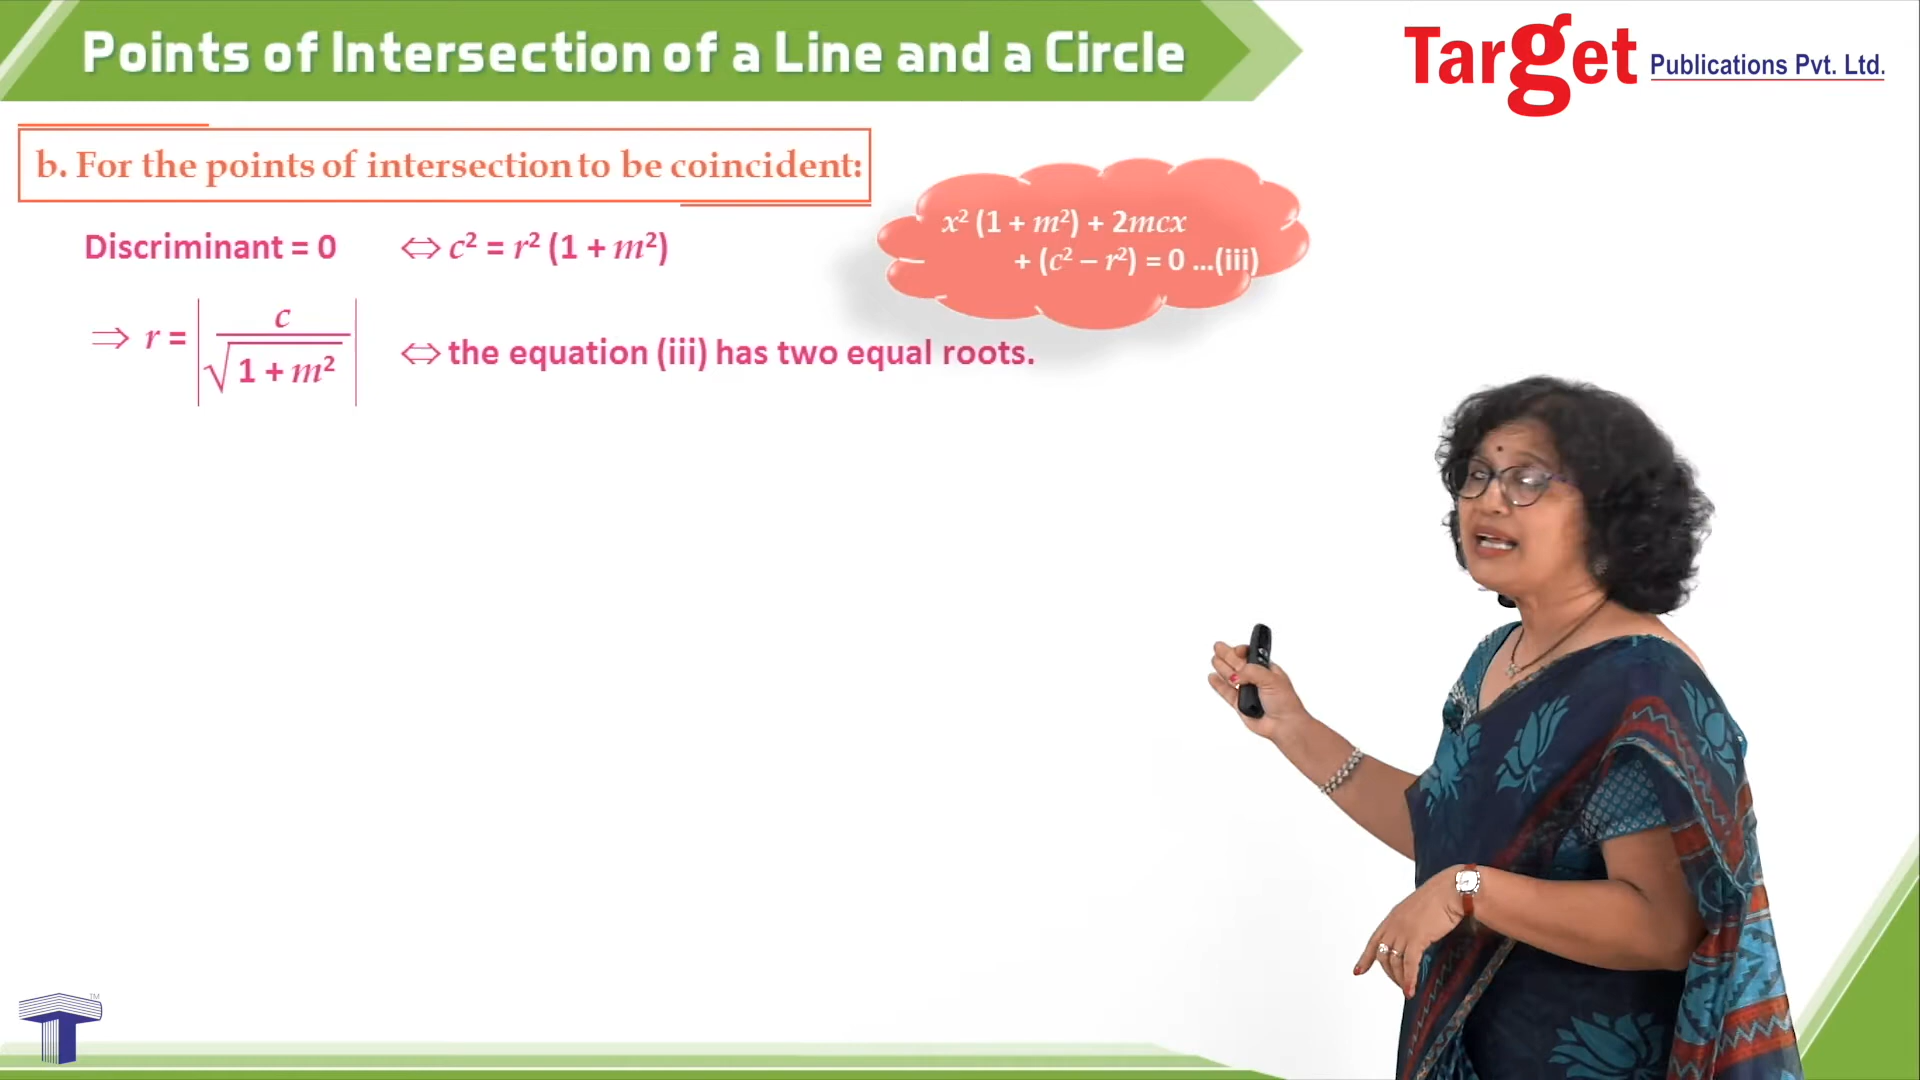 Points of Intersection of a Line and a Circle
Target Publications Pvt. Ltd.
b. For the points of intersection to be coincident:
x² (1 + m²) + 2mcx
+ (c² – r²) = 0 ...(iii)
Discriminant = 0 ⇔ c² = r² (1 + m²)
⇒ r = | c / √(1 + m²) | ⇔ the equation (iii) has two equal roots.
TM